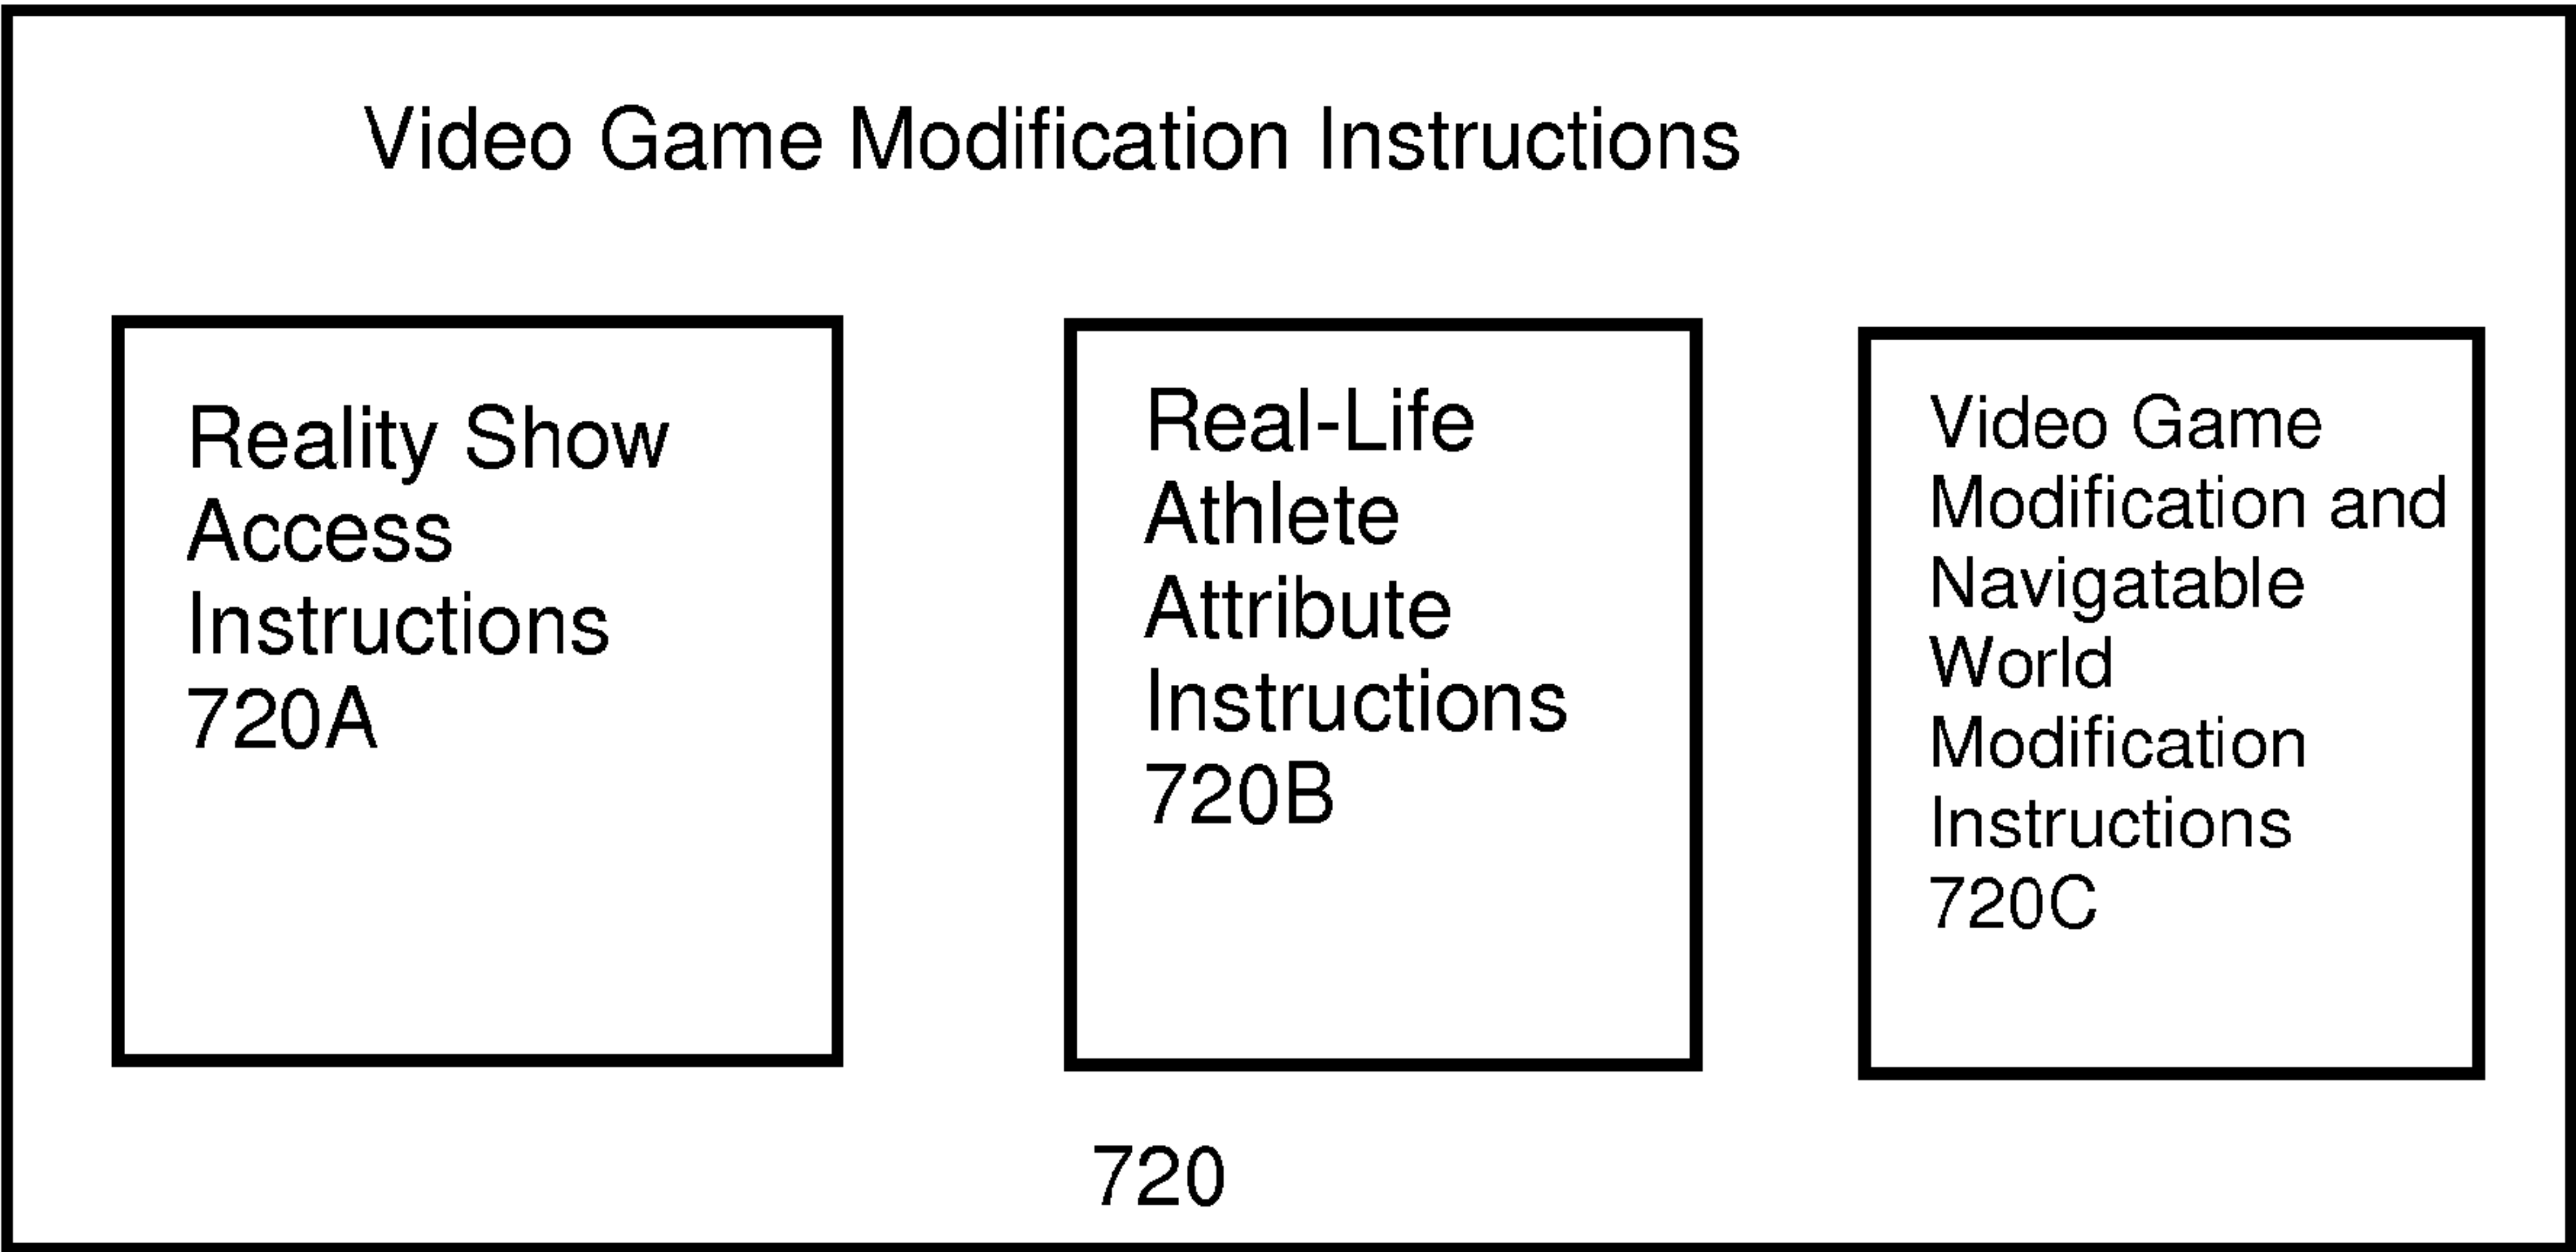 Video Game Modification Instructions
Reality Show
Access
Instructions
720A
Real-Life
Athlete
Attribute
Instructions
720B
Video Game
Modification and
Navigatable
World
Modification
Instructions
720C
720